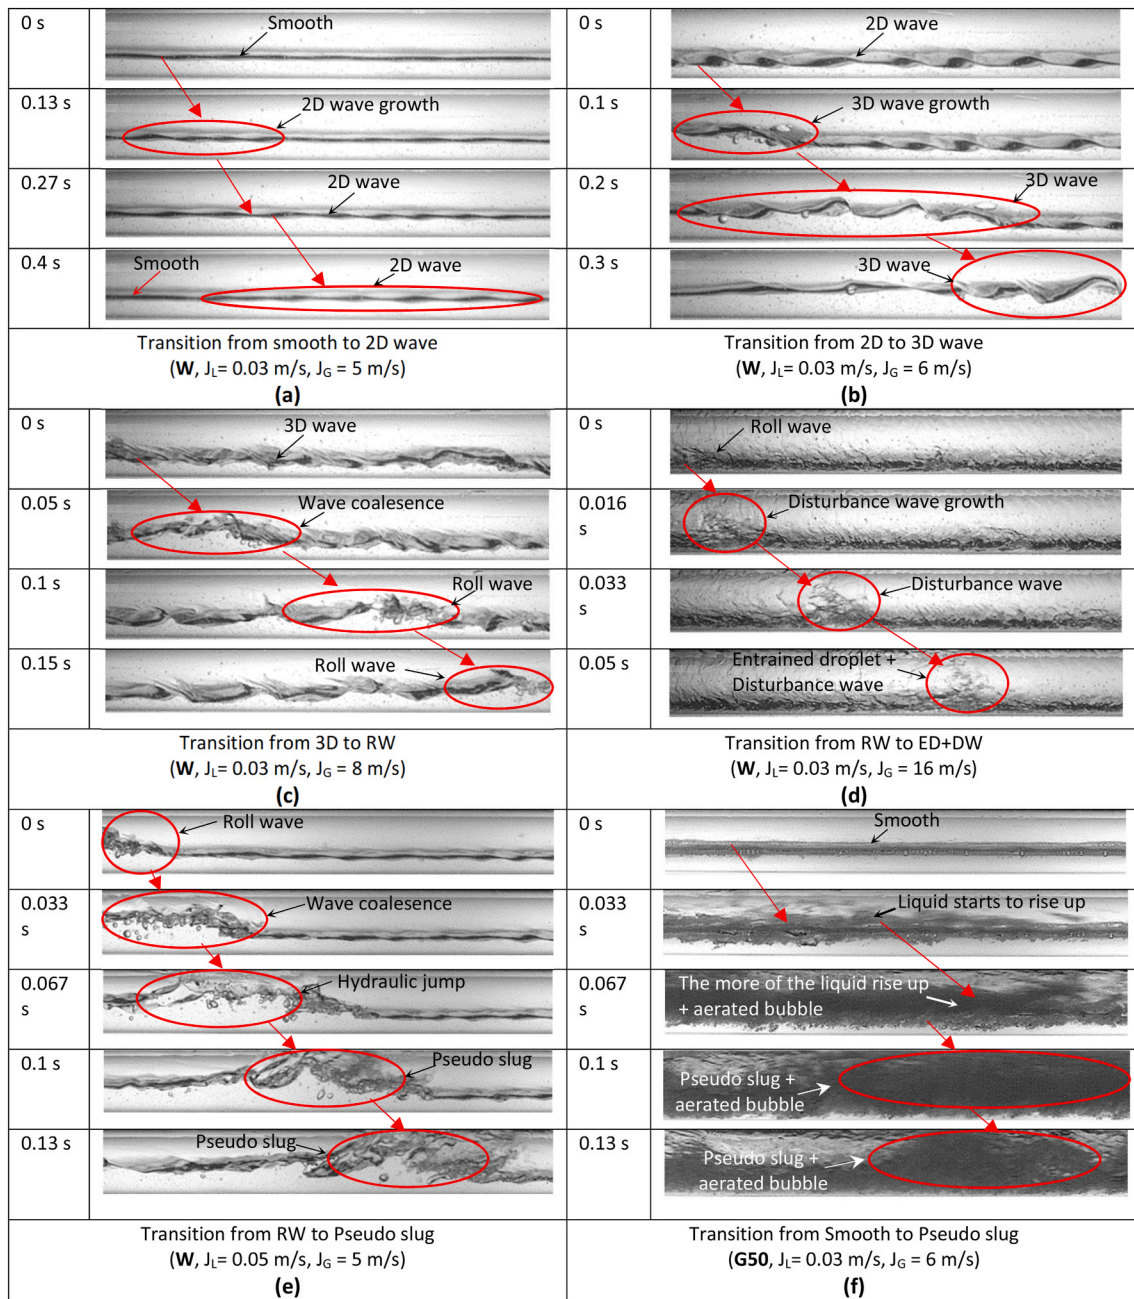 0 s
Smooth
0.13 s
2D wave growth
0.27 s
2D wave
0.4 s
Smooth
2D wave
Transition from smooth to 2D wave
(W, JL= 0.03 m/s, JG = 5 m/s)
(a)
0 s
2D wave
0.1 s
3D wave growth
0.2 s
3D wave
0.3 s
3D wave
Transition from 2D to 3D wave
(W, JL= 0.03 m/s, JG = 6 m/s)
(b)
0 s
3D wave
0.05 s
Wave coalesence
0.1 s
Roll wave
0.15 s
Roll wave
Transition from 3D to RW
(W, JL= 0.03 m/s, JG = 8 m/s)
(c)
0 s
Roll wave
0.016
s
Disturbance wave growth
0.033
s
Disturbance wave
0.05 s
Entrained droplet +
Disturbance wave
Transition from RW to ED+DW
(W, JL= 0.03 m/s, JG = 16 m/s)
(d)
0 s
Roll wave
0.033
s
Wave coalesence
0.067
s
Hydraulic jump
0.1 s
Pseudo slug
0.13 s
Pseudo slug
Transition from RW to Pseudo slug
(W, JL= 0.05 m/s, JG = 5 m/s)
(e)
0 s
Smooth
0.033
s
Liquid starts to rise up
0.067
s
The more of the liquid rise up
+ aerated bubble
0.1 s
Pseudo slug +
aerated bubble
0.13 s
Pseudo slug +
aerated bubble
Transition from Smooth to Pseudo slug
(G50, JL= 0.03 m/s, JG = 6 m/s)
(f)